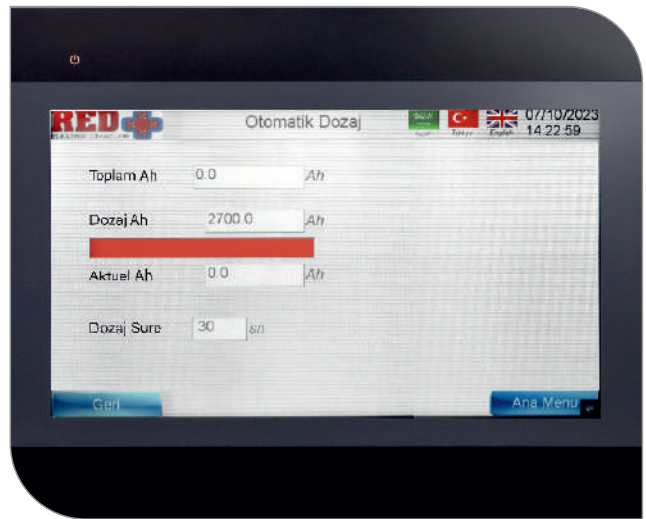 RED
Otomatik Dozaj
Türkçe
English
07/10/2023
14:22:59
Toplam Ah 0.0 Ah
Dozaj Ah 2700.0 Ah
Aktuel Ah 0.0 Ah
Dozaj Sure 30 sn
Geri
Ana Menu